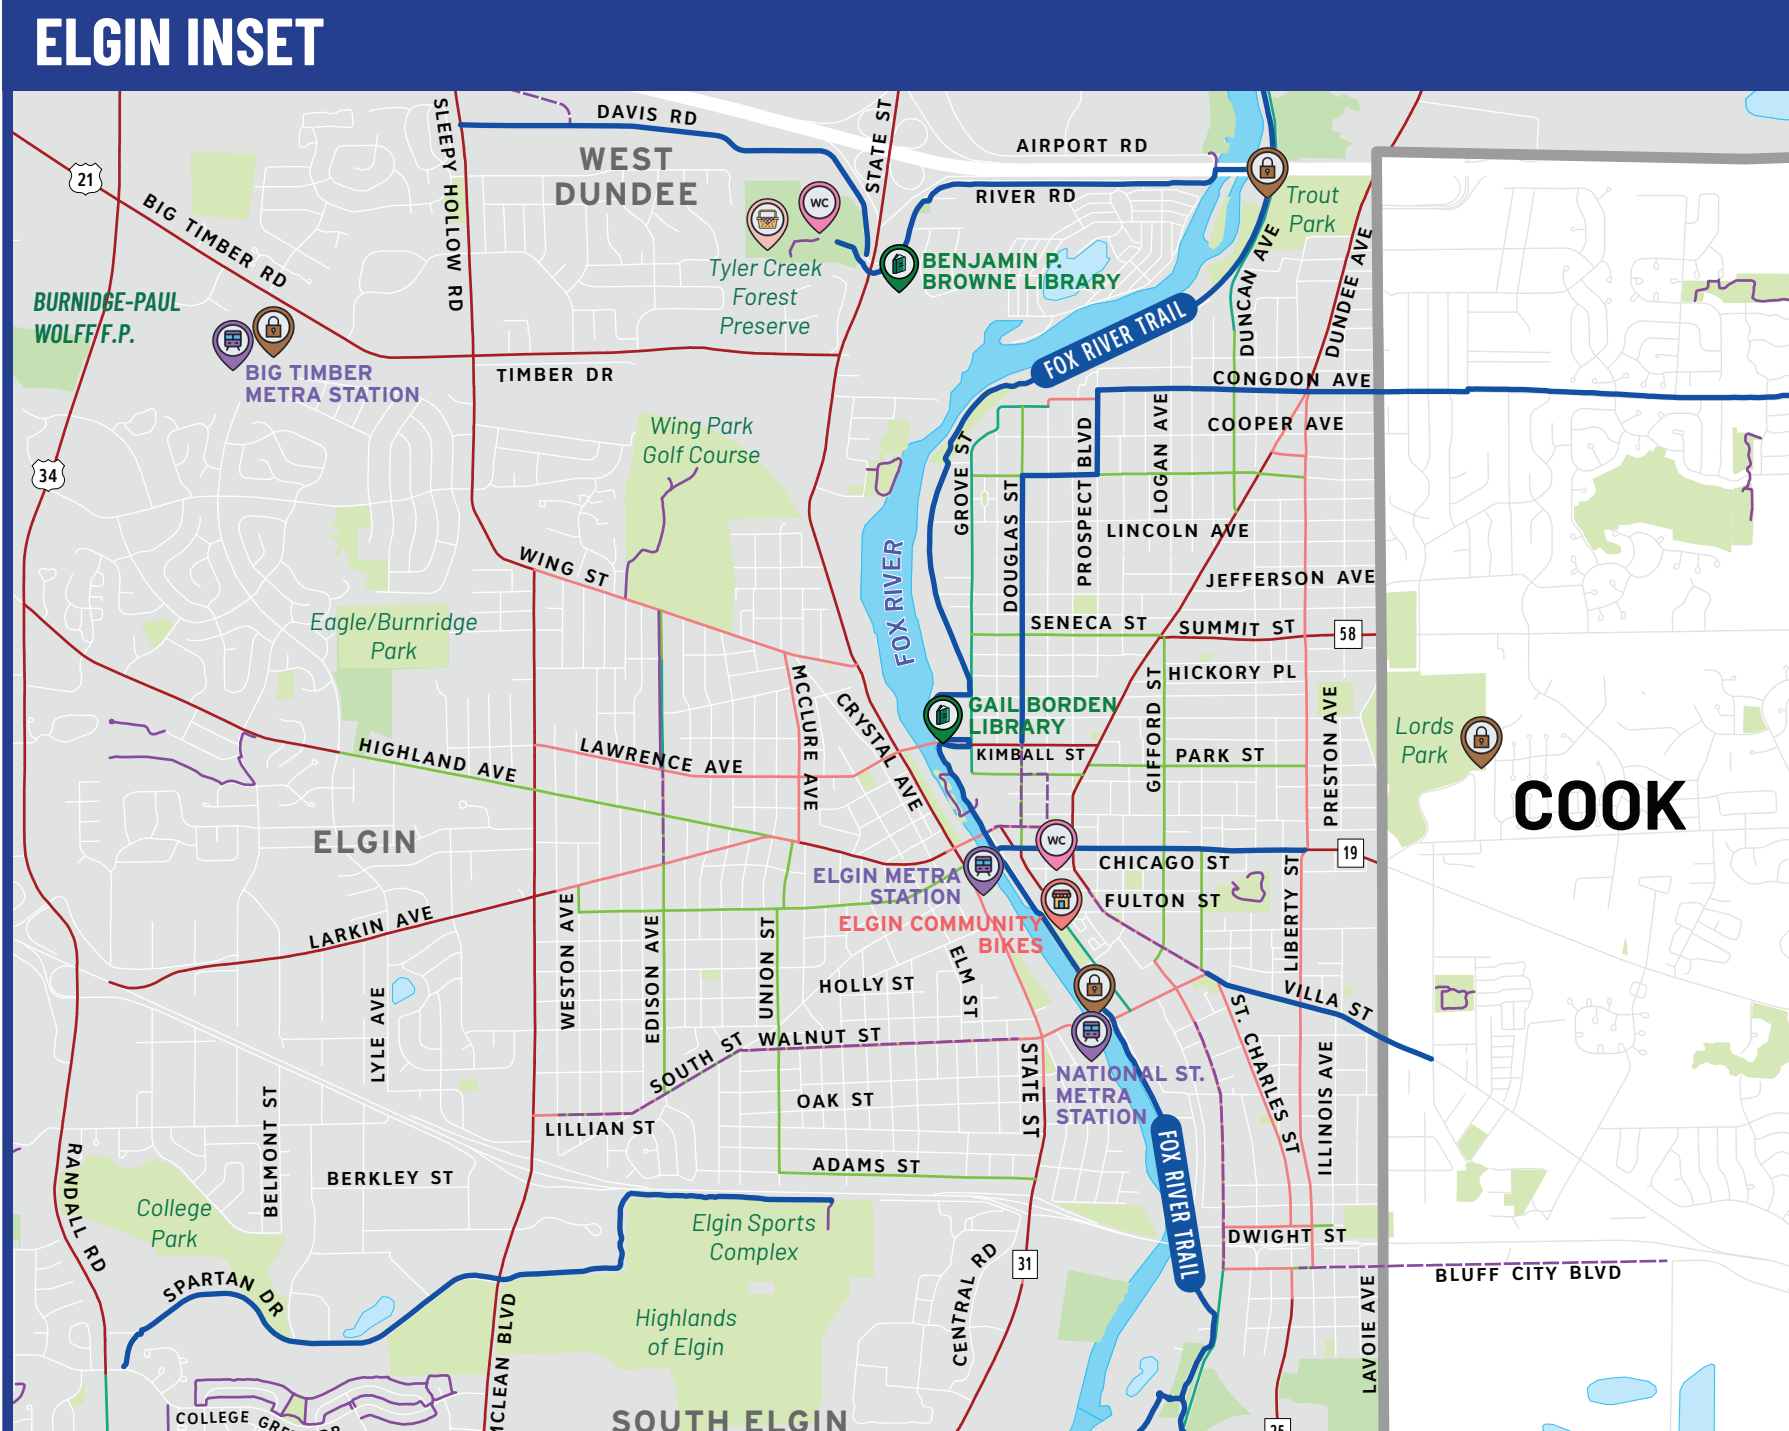 ELGIN INSET
DAVIS RD
SLEEPY HOLLOW RD
STATE ST
WEST
DUNDEE
AIRPORT RD
RIVER RD
21
BIG TIMBER RD
WC
Trout
Park
Tyler Creek
Forest
Preserve
BENJAMIN P.
BROWNE LIBRARY
DUNCAN AVE
DUNDEE AVE
BURNIDGE-PAUL
WOLFF F.P.
BIG TIMBER
METRA STATION
FOX RIVER TRAIL
TIMBER DR
CONGDON AVE
COOPER AVE
Wing Park
Golf Course
34
GROVE ST
DOUGLAS ST
PROSPECT BLVD
LOGAN AVE
LINCOLN AVE
WING ST
FOX RIVER
JEFFERSON AVE
Eagle/Burnridge
Park
SENECA ST
SUMMIT ST
58
HICKORY PL
MCCLURE AVE
CRYSTAL AVE
GAIL BORDEN
LIBRARY
GIFFORD ST
PRESTON AVE
Lords
Park
HIGHLAND AVE
LAWRENCE AVE
KIMBALL ST
PARK ST
COOK
ELGIN
WC
CHICAGO ST
19
ELGIN METRA
STATION
ELGIN COMMUNITY
BIKES
FULTON ST
LIBERTY ST
LARKIN AVE
WESTON AVE
EDISON AVE
UNION ST
ELM ST
HOLLY ST
LYLE AVE
VILLA ST
SOUTH ST
WALNUT ST
STATE ST
ST. CHARLES ST
ILLINOIS AVE
NATIONAL ST.
METRA
STATION
OAK ST
LILLIAN ST
BELMONT ST
RANDALL RD
BERKLEY ST
ADAMS ST
FOX RIVER TRAIL
College
Park
Elgin Sports
Complex
DWIGHT ST
CENTRAL RD
31
BLUFF CITY BLVD
SPARTAN DR
MCLEAN BLVD
Highlands
of Elgin
LAVOIE AVE
SOUTH ELGIN
25